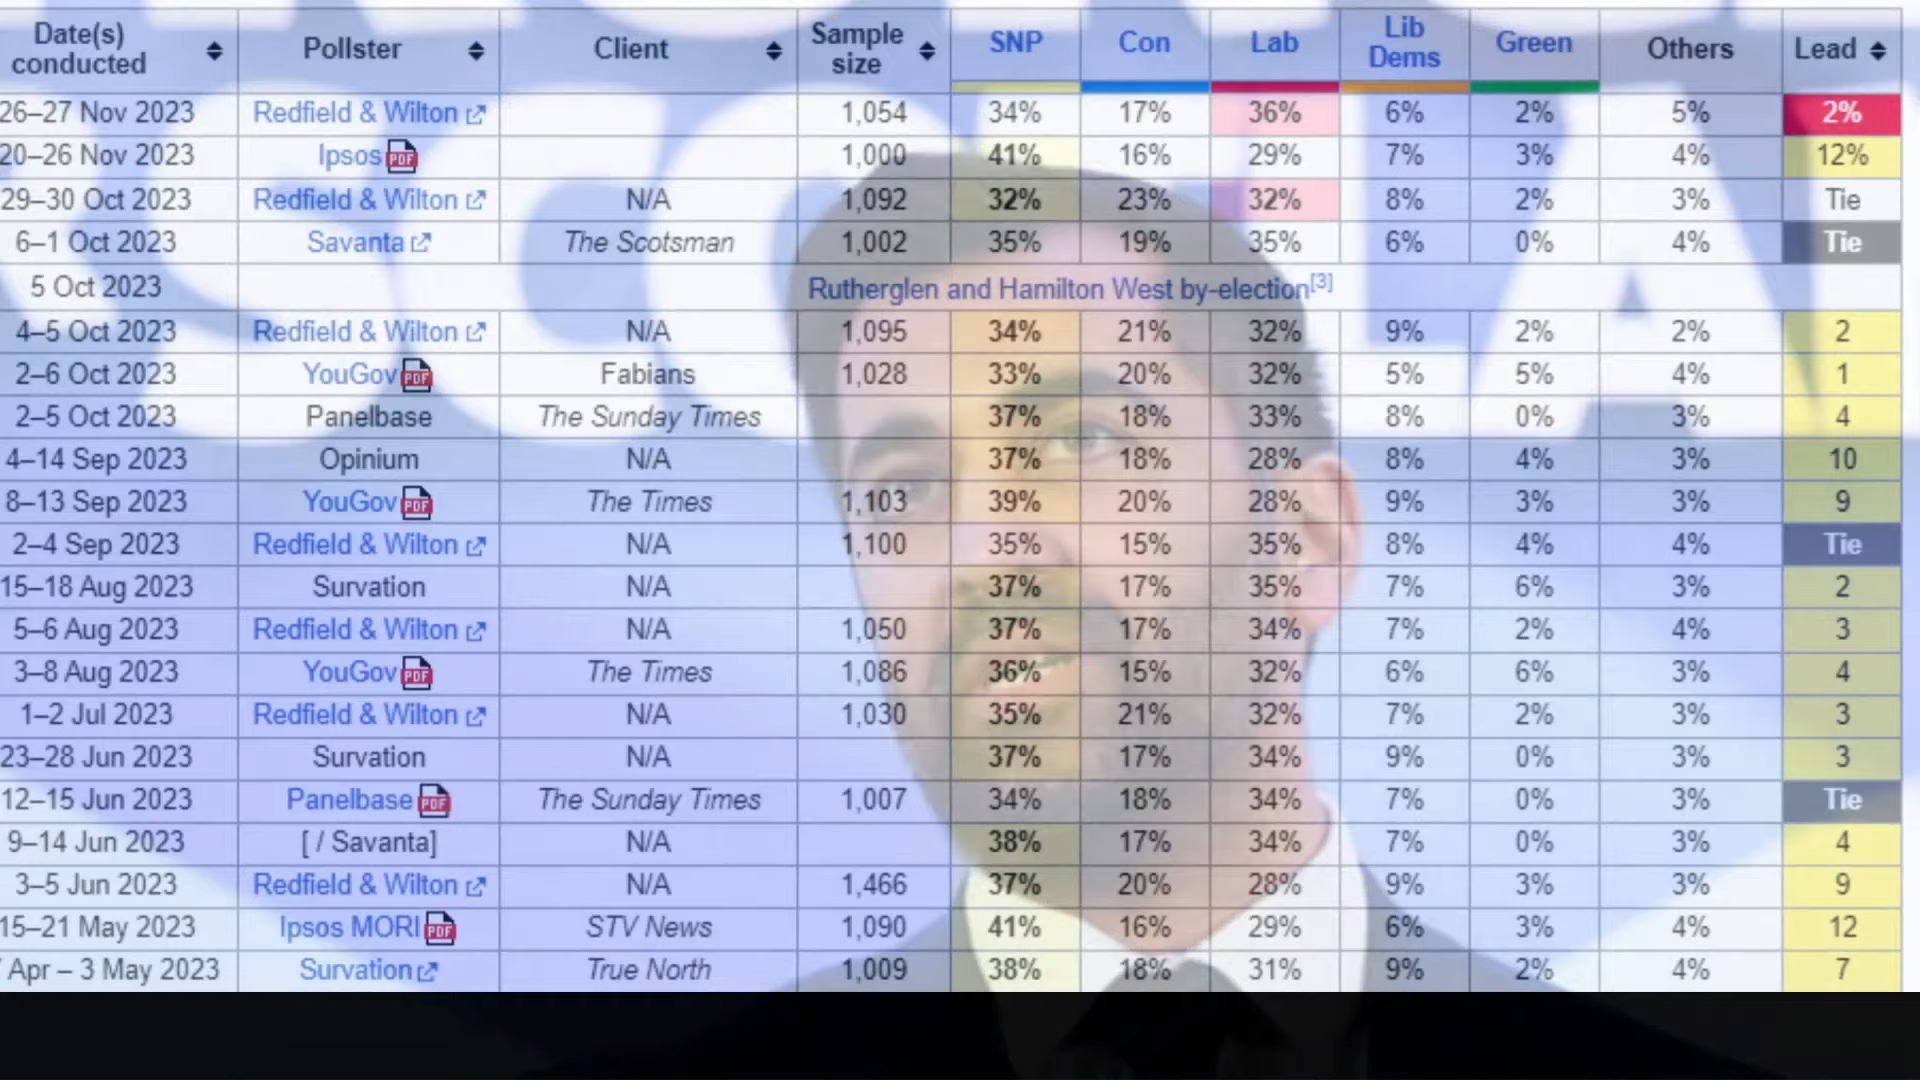 Date(s) conducted Pollster Client Sample size SNP Con Lab Lib Dems Green Others Lead
26–27 Nov 2023 Redfield & Wilton 1,054 34% 17% 36% 6% 2% 5% 2%
20–26 Nov 2023 Ipsos PDF 1,000 41% 16% 29% 7% 3% 4% 12%
29–30 Oct 2023 Redfield & Wilton N/A 1,092 32% 23% 32% 8% 2% 3% Tie
6–1 Oct 2023 Savanta The Scotsman 1,002 35% 19% 35% 6% 0% 4% Tie
5 Oct 2023 Rutherglen and Hamilton West by-election[3]
4–5 Oct 2023 Redfield & Wilton N/A 1,095 34% 21% 32% 9% 2% 2% 2
2–6 Oct 2023 YouGov PDF Fabians 1,028 33% 20% 32% 5% 5% 4% 1
2–5 Oct 2023 Panelbase The Sunday Times 37% 18% 33% 8% 0% 3% 4
4–14 Sep 2023 Opinium N/A 37% 18% 28% 8% 4% 3% 10
8–13 Sep 2023 YouGov PDF The Times 1,103 39% 20% 28% 9% 3% 3% 9
2–4 Sep 2023 Redfield & Wilton N/A 1,100 35% 15% 35% 8% 4% 4% Tie
15–18 Aug 2023 Survation N/A 37% 17% 35% 7% 6% 3% 2
5–6 Aug 2023 Redfield & Wilton N/A 1,050 37% 17% 34% 7% 2% 4% 3
3–8 Aug 2023 YouGov PDF The Times 1,086 36% 15% 32% 6% 6% 3% 4
1–2 Jul 2023 Redfield & Wilton N/A 1,030 35% 21% 32% 7% 2% 3% 3
23–28 Jun 2023 Survation N/A 37% 17% 34% 9% 0% 3% 3
12–15 Jun 2023 Panelbase PDF The Sunday Times 1,007 34% 18% 34% 7% 0% 3% Tie
9–14 Jun 2023 [ / Savanta] N/A 38% 17% 34% 7% 0% 3% 4
3–5 Jun 2023 Redfield & Wilton N/A 1,466 37% 20% 28% 9% 3% 3% 9
15–21 May 2023 Ipsos MORI PDF STV News 1,090 41% 16% 29% 6% 3% 4% 12
Apr – 3 May 2023 Survation True North 1,009 38% 18% 31% 9% 2% 4% 7